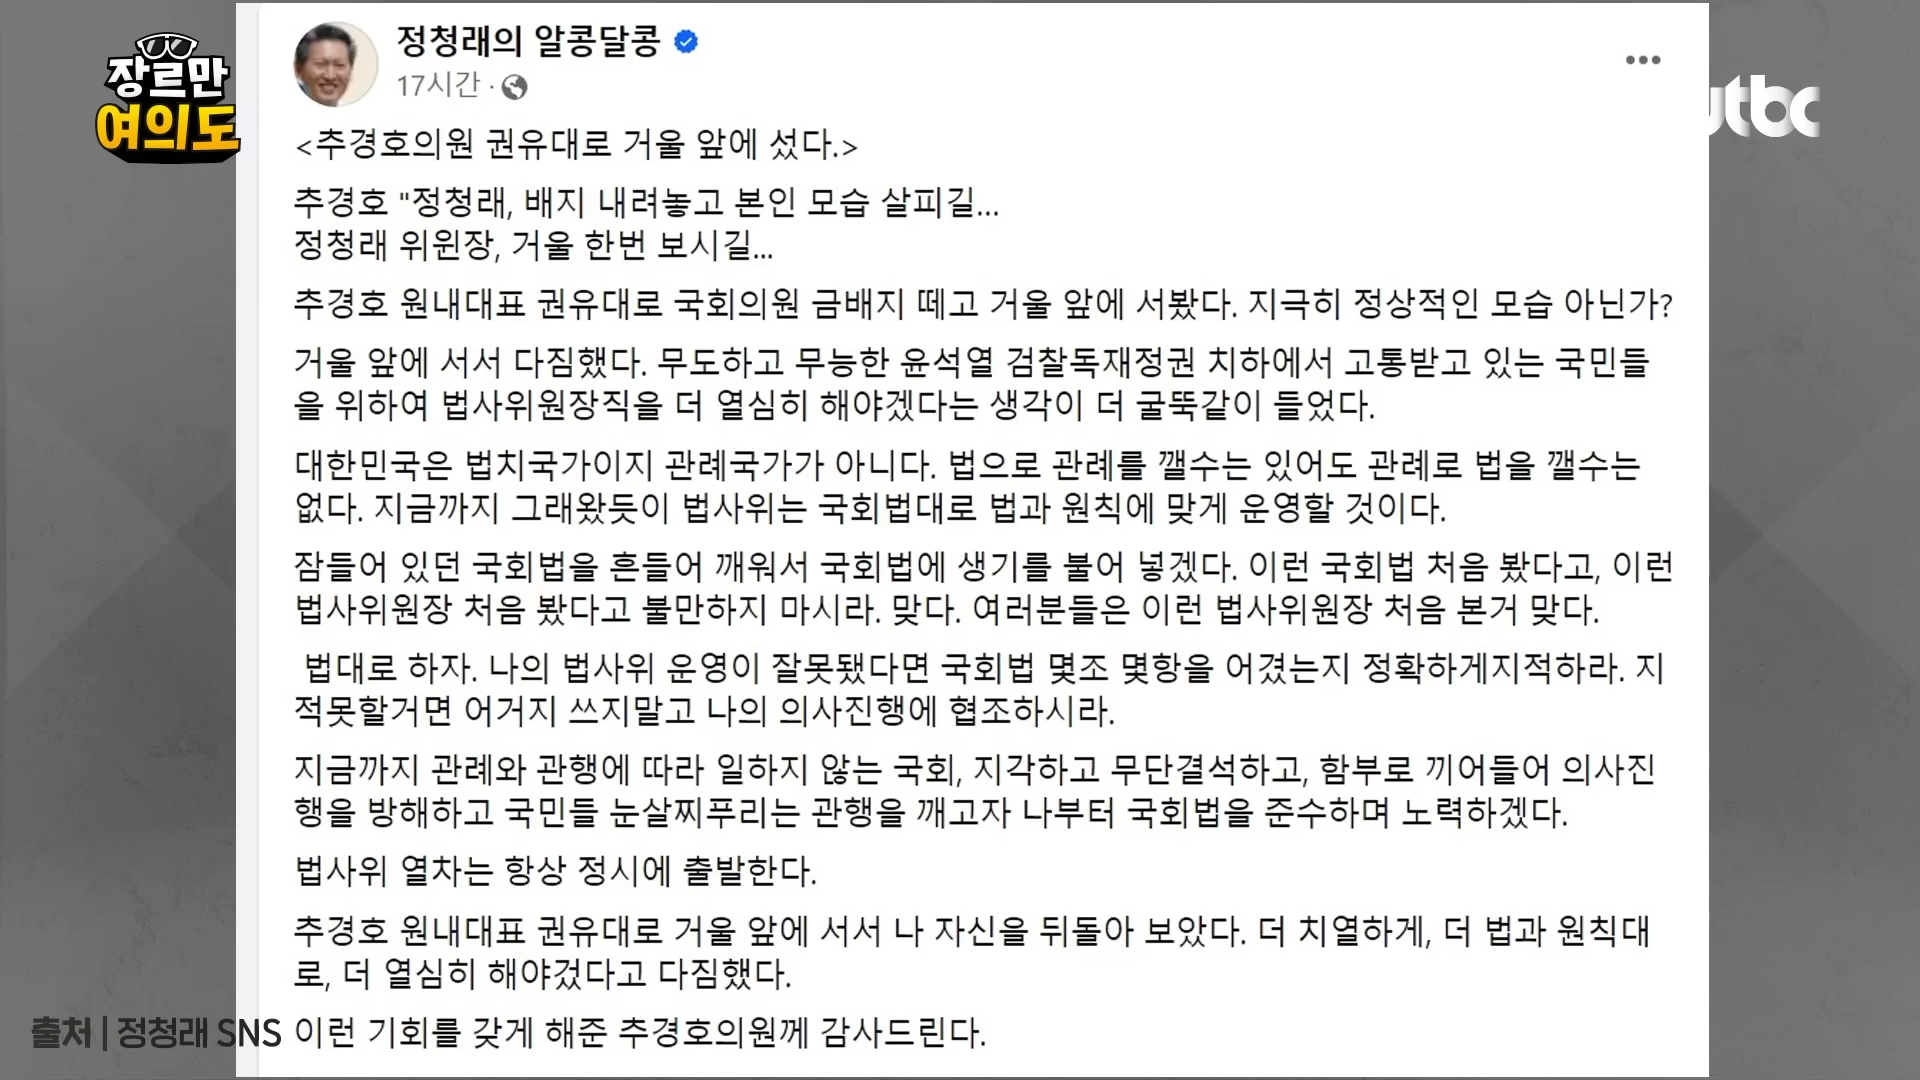 장르만
여의도
jtbc
정청래의 알콩달콩
17시간 ·
<추경호의원 권유대로 거울 앞에 섰다.>
추경호 "정청래, 배지 내려놓고 본인 모습 살피길...
정청래 위윈장, 거울 한번 보시길...
추경호 원내대표 권유대로 국회의원 금배지 떼고 거울 앞에 서봤다. 지극히 정상적인 모습 아닌가?
거울 앞에 서서 다짐했다. 무도하고 무능한 윤석열 검찰독재정권 치하에서 고통받고 있는 국민들
을 위하여 법사위원장직을 더 열심히 해야겠다는 생각이 더 굴뚝같이 들었다.
대한민국은 법치국가이지 관례국가가 아니다. 법으로 관례를 깰수는 있어도 관례로 법을 깰수는
없다. 지금까지 그래왔듯이 법사위는 국회법대로 법과 원칙에 맞게 운영할 것이다.
잠들어 있던 국회법을 흔들어 깨워서 국회법에 생기를 불어 넣겠다. 이런 국회법 처음 봤다고, 이런
법사위원장 처음 봤다고 불만하지 마시라. 맞다. 여러분들은 이런 법사위원장 처음 본거 맞다.
법대로 하자. 나의 법사위 운영이 잘못됐다면 국회법 몇조 몇항을 어겼는지 정확하게지적하라. 지
적못할거면 어거지 쓰지말고 나의 의사진행에 협조하시라.
지금까지 관례와 관행에 따라 일하지 않는 국회, 지각하고 무단결석하고, 함부로 끼어들어 의사진
행을 방해하고 국민들 눈살찌푸리는 관행을 깨고자 나부터 국회법을 준수하며 노력하겠다.
법사위 열차는 항상 정시에 출발한다.
추경호 원내대표 권유대로 거울 앞에 서서 나 자신을 뒤돌아 보았다. 더 치열하게, 더 법과 원칙대
로, 더 열심히 해야겄다고 다짐했다.
이런 기회를 갖게 해준 추경호의원께 감사드린다.
출처 | 정청래 SNS